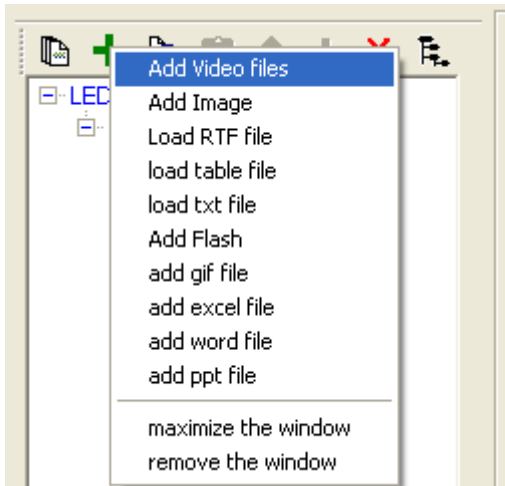 LED
Add Video files
Add Image
Load RTF file
load table file
load txt file
Add Flash
add gif file
add excel file
add word file
add ppt file
maximize the window
remove the window